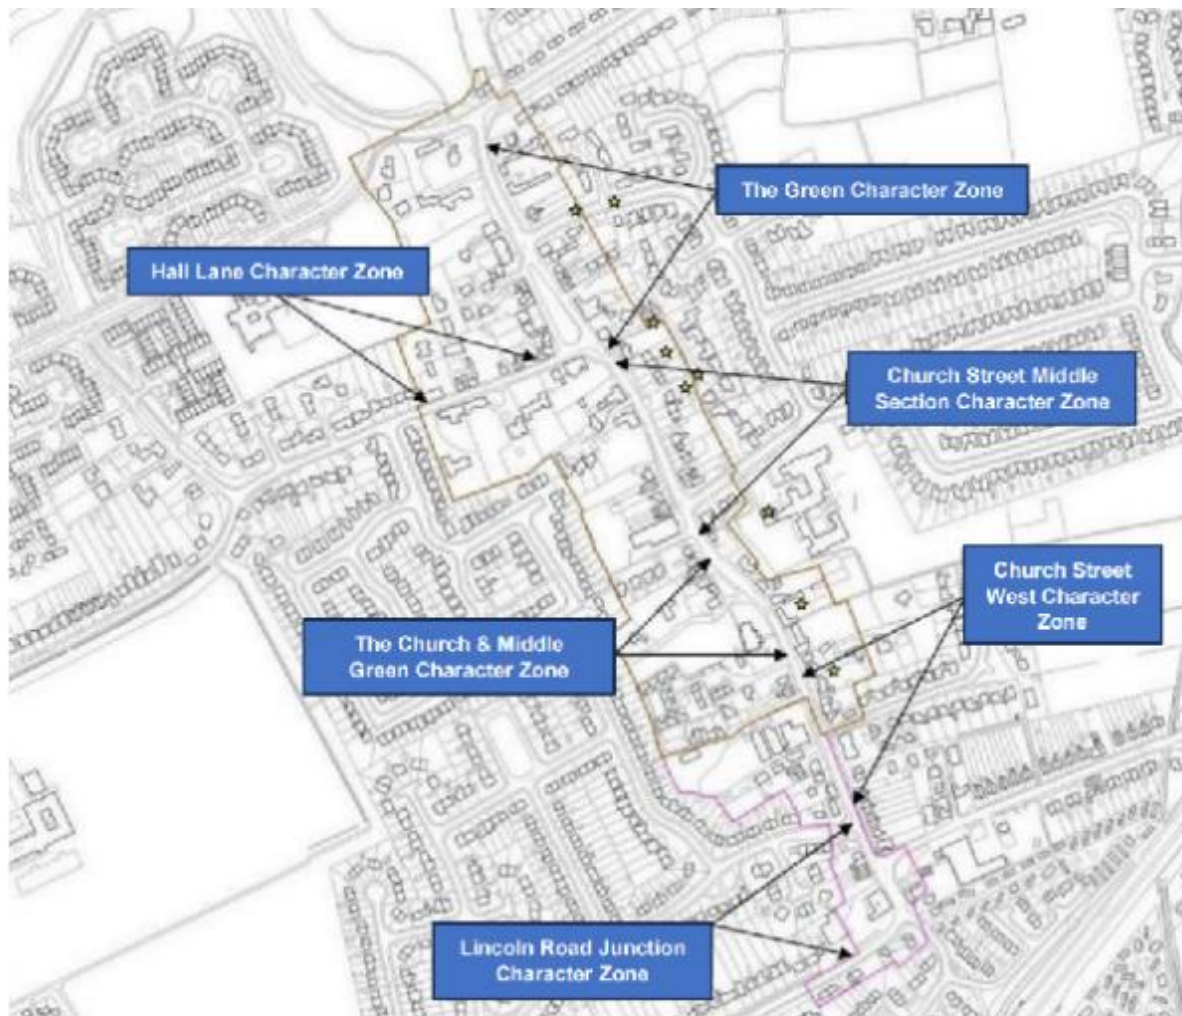 The Green Character Zone
Hall Lane Character Zone
Church Street Middle
Section Character Zone
Church Street
West Character
Zone
The Church & Middle
Green Character Zone
Lincoln Road Junction
Character Zone